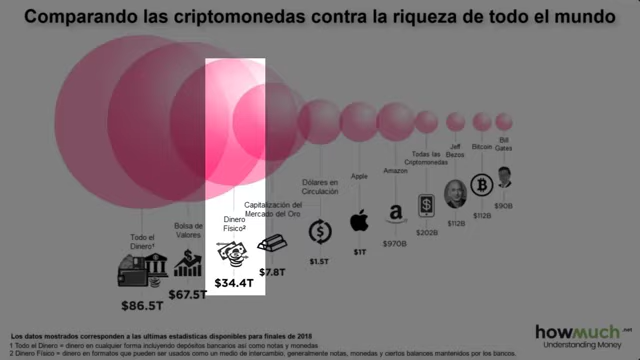 Comparando las criptomonedas contra la riqueza de todo el mundo
Todo el
Dinero¹
$86.5T
Bolsa de
Valores
$67.5T
Dinero
Físico²
$34.4T
Capitalización del
Mercado del Oro
$7.8T
Dólares en
Circulación
$1.5T
Apple
$1T
Amazon
a
$970B
Todas las
Criptomonedas
$202B
Jeff
Bezos
$112B
Bitcoin
$112B
Bill
Gates
$90B
Los datos mostrados corresponden a las ultimas estadísticas disponibles para finales de 2018
1 Todo el Dinero = dinero en cualquier forma incluyendo depósitos bancarios asi como notas y monedas
2 Dinero Físico = dinero en formatos que pueden ser usados como un medio de intercambio, generalmente notas, monedas y ciertos balances mantenidos por los bancos.
howmuch.net
Understanding Money